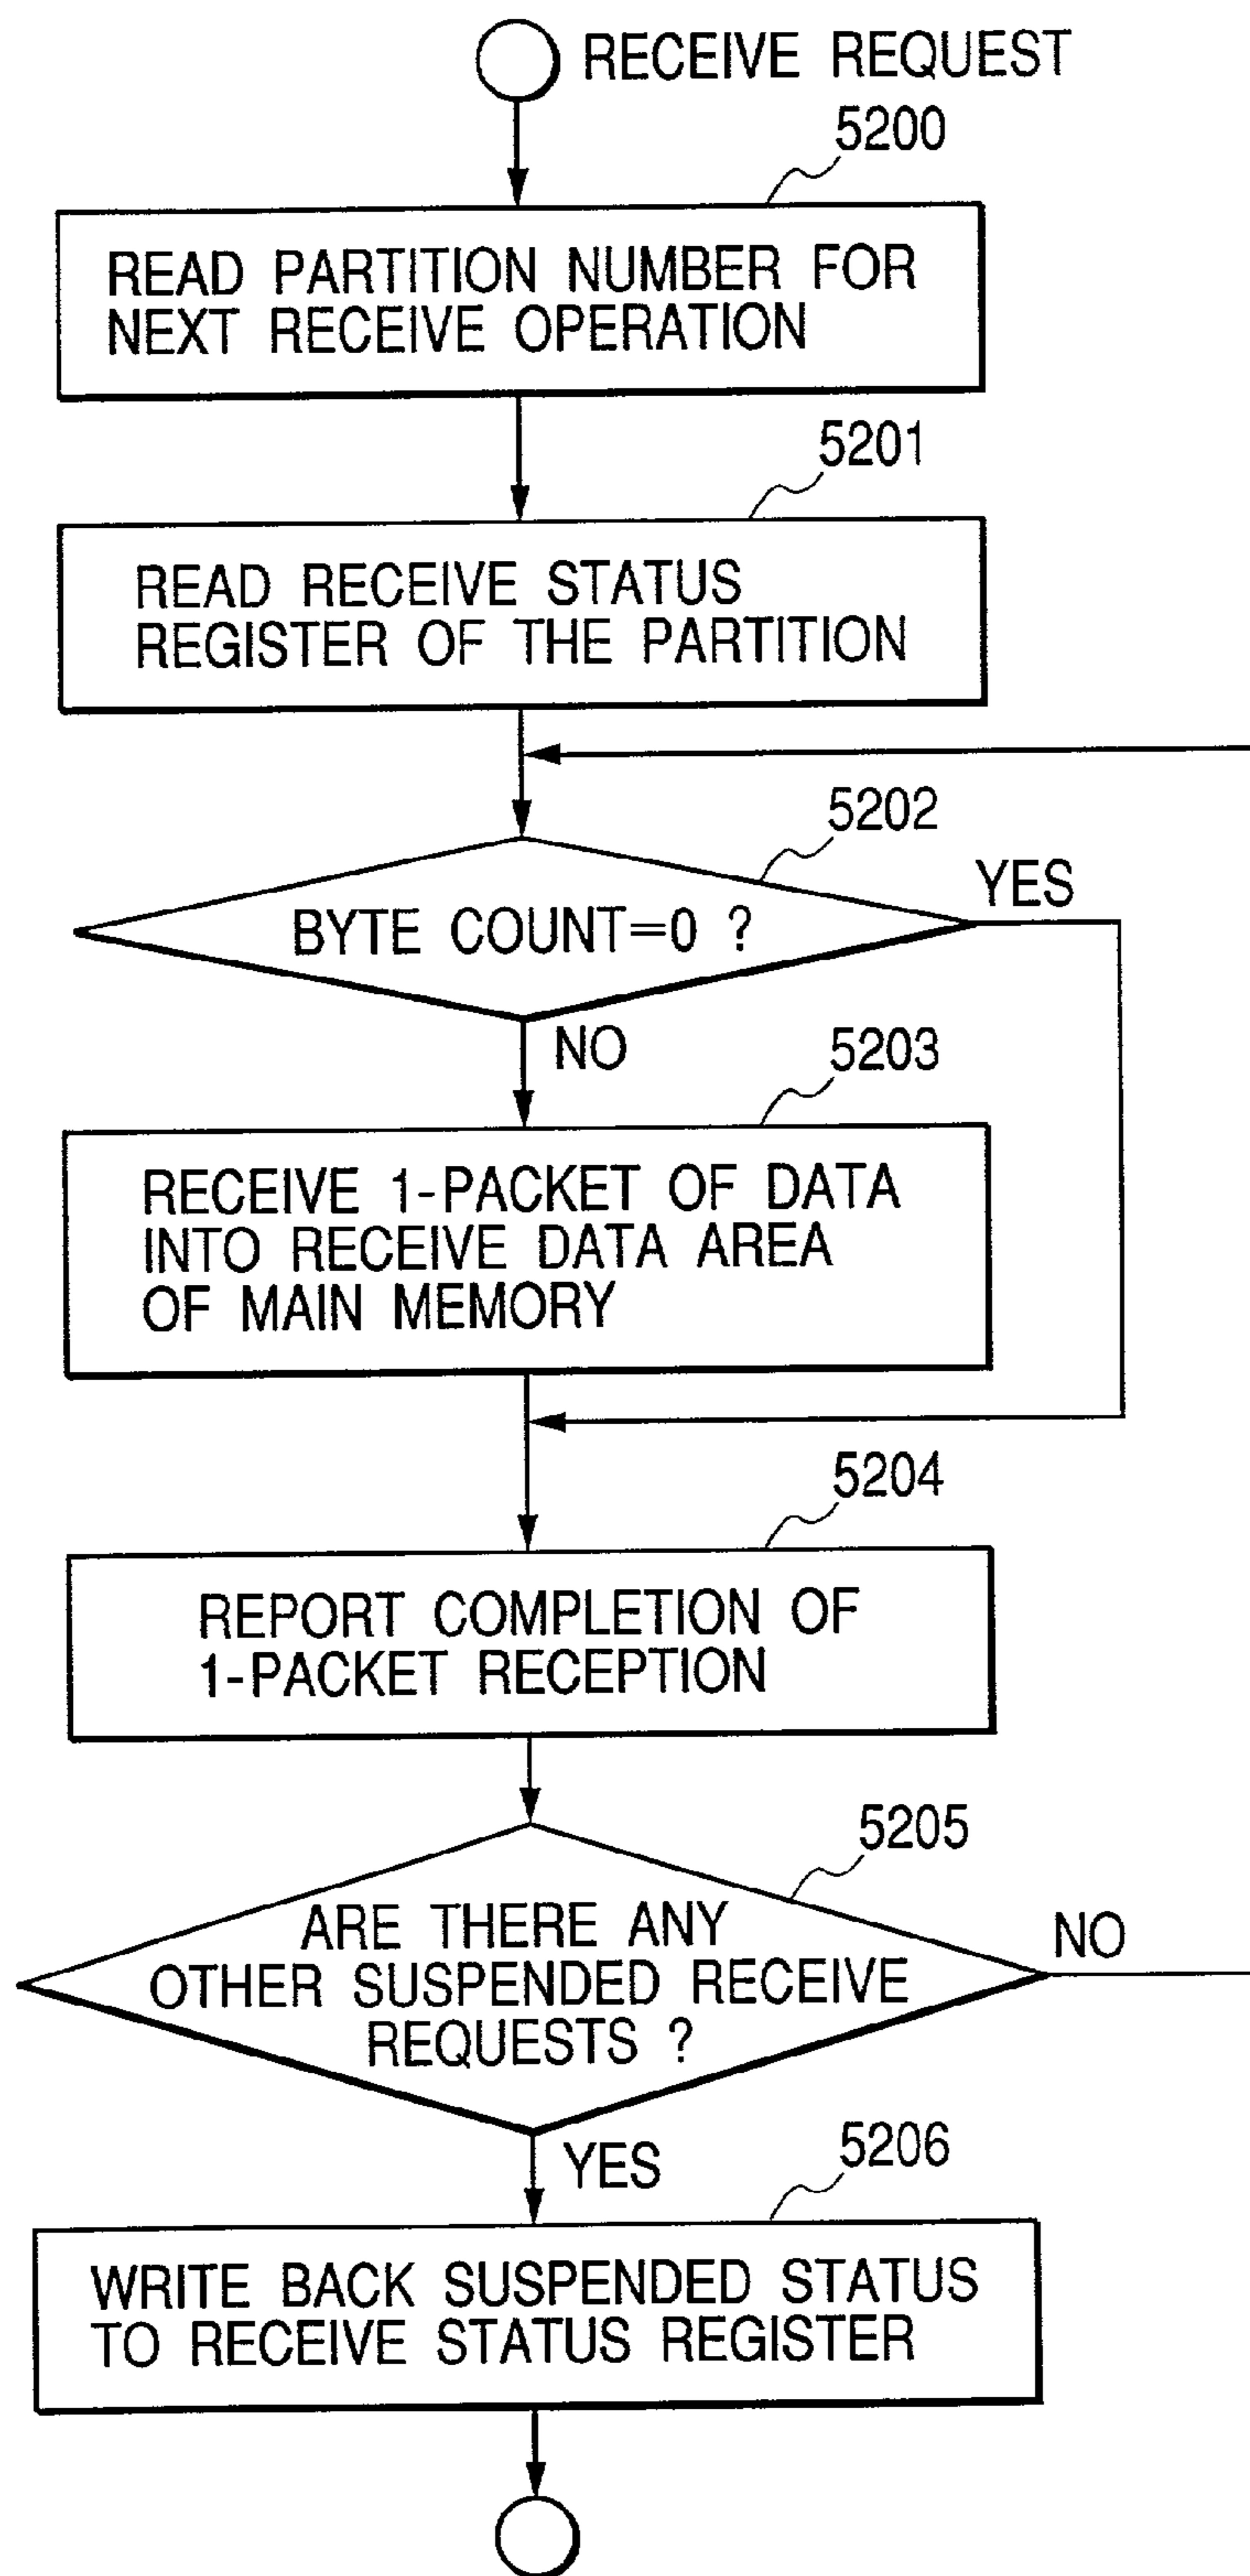 RECEIVE REQUEST
5200
READ PARTITION NUMBER FOR
NEXT RECEIVE OPERATION
5201
READ RECEIVE STATUS
REGISTER OF THE PARTITION
5202
YES
BYTE COUNT=0 ?
NO
5203
RECEIVE 1-PACKET OF DATA
INTO RECEIVE DATA AREA
OF MAIN MEMORY
5204
REPORT COMPLETION OF
1-PACKET RECEPTION
5205
ARE THERE ANY
NO
OTHER SUSPENDED RECEIVE
REQUESTS ?
YES
5206
WRITE BACK SUSPENDED STATUS
TO RECEIVE STATUS REGISTER